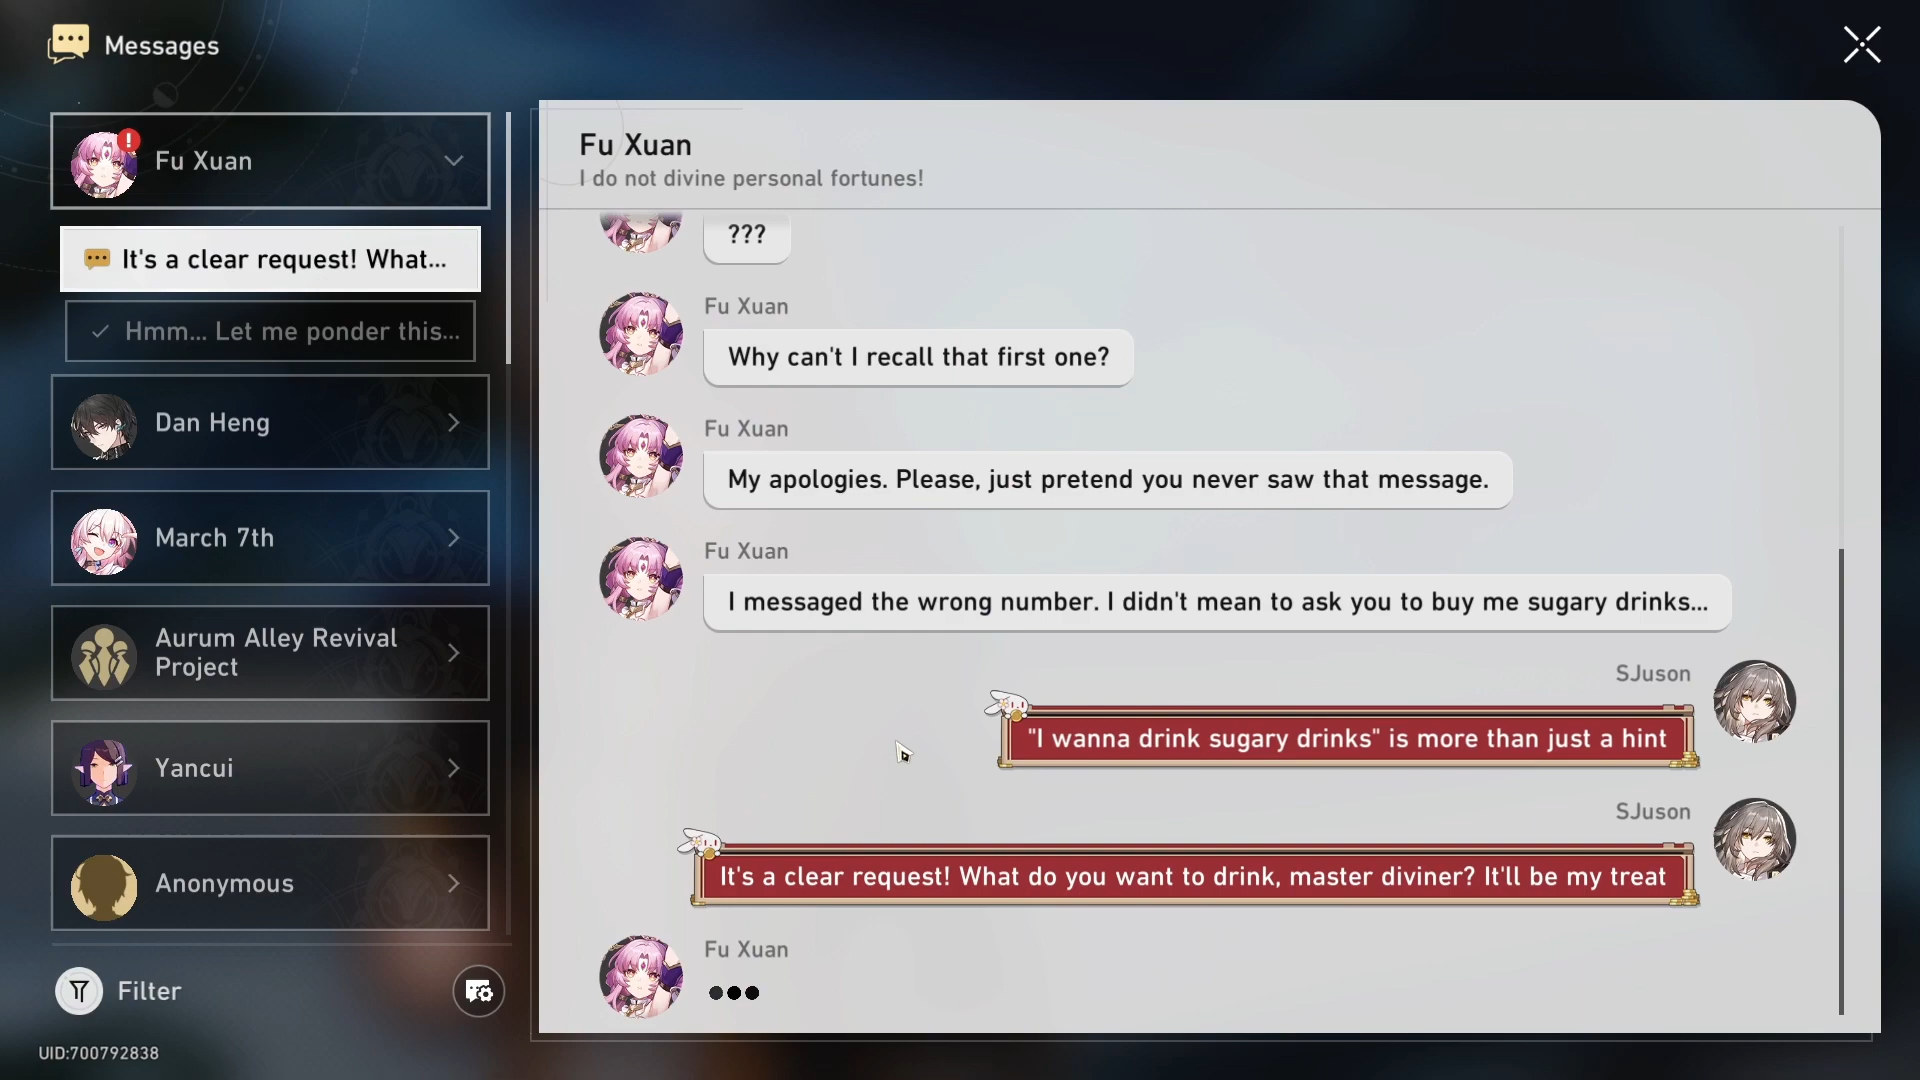 Messages
Fu Xuan
It's a clear request! What...
Hmm... Let me ponder this...
Dan Heng
March 7th
Aurum Alley Revival
Project
Yancui
Anonymous
Filter
UID:700792838
Fu Xuan
I do not divine personal fortunes!
???
Fu Xuan
Why can't I recall that first one?
Fu Xuan
My apologies. Please, just pretend you never saw that message.
Fu Xuan
I messaged the wrong number. I didn't mean to ask you to buy me sugary drinks...
SJuson
"I wanna drink sugary drinks" is more than just a hint
SJuson
It's a clear request! What do you want to drink, master diviner? It'll be my treat
Fu Xuan